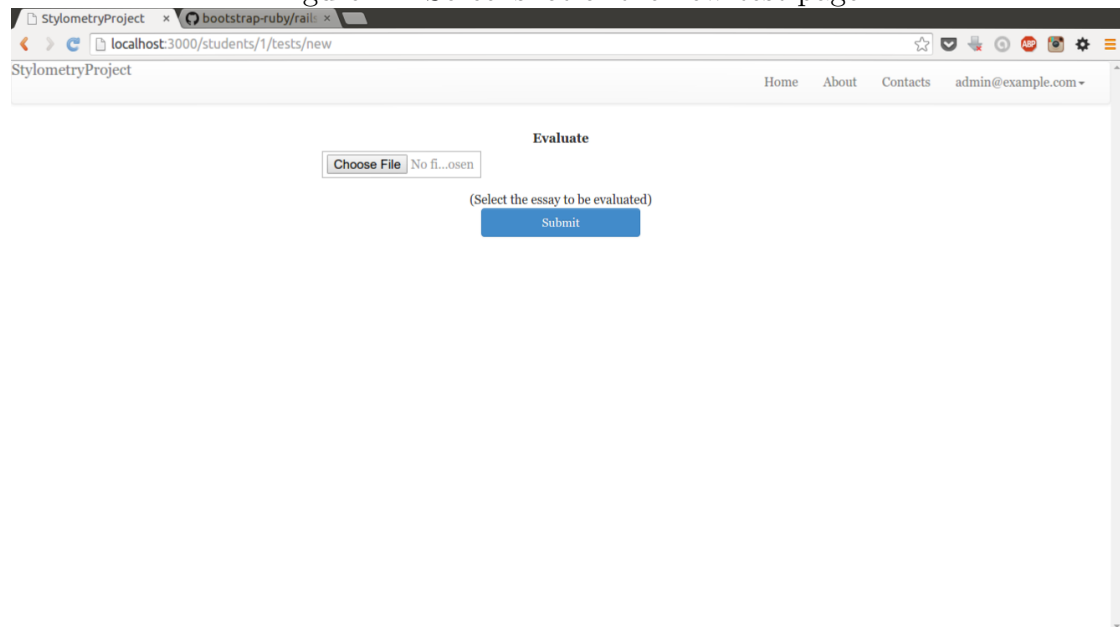 StylometryProject × bootstrap-ruby/rails ×
localhost:3000/students/1/tests/new ABP
StylometryProject
Home About Contacts admin@example.com
Evaluate
Choose File No fi...osen
(Select the essay to be evaluated)
Submit